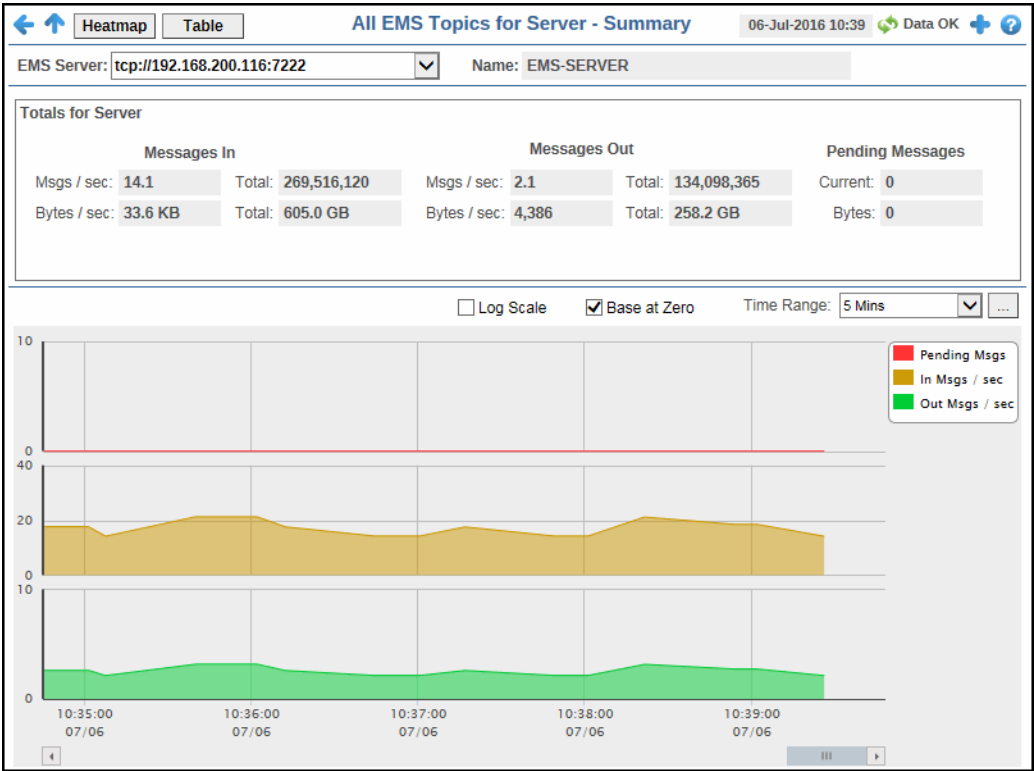 Heatmap Table All EMS Topics for Server - Summary 06-Jul-2016 10:39 Data OK
EMS Server: tcp://192.168.200.116:7222 Name: EMS-SERVER
Totals for Server
Messages In Messages Out Pending Messages
Msgs / sec: 14.1 Total: 269,516,120 Msgs / sec: 2.1 Total: 134,098,365 Current: 0
Bytes / sec: 33.6 KB Total: 605.0 GB Bytes / sec: 4,386 Total: 258.2 GB Bytes: 0
Log Scale Base at Zero Time Range: 5 Mins ...
10
Pending Msgs
In Msgs / sec
Out Msgs / sec
0
40
20
0
10
0
10:35:00 10:36:00 10:37:00 10:38:00 10:39:00
07/06 07/06 07/06 07/06 07/06